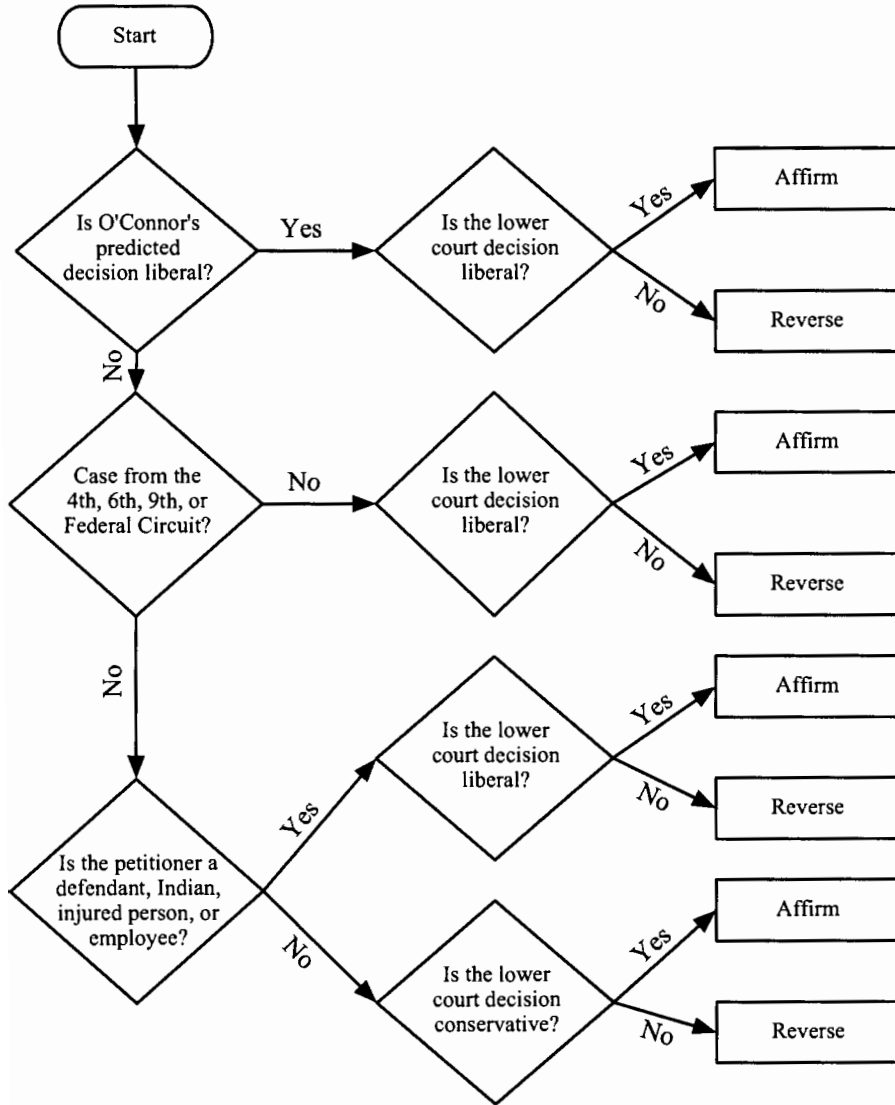 Start
Is O'Connor's
predicted
decision liberal?
Yes
Is the lower
court decision
liberal?
Yes
Affirm
No
Reverse
No
Case from the
4th, 6th, 9th, or
Federal Circuit?
No
Is the lower
court decision
liberal?
Yes
Affirm
No
Reverse
No
Is the petitioner a
defendant, Indian,
injured person, or
employee?
Yes
Is the lower
court decision
liberal?
Yes
Affirm
No
Reverse
No
Is the lower
court decision
conservative?
Yes
Affirm
No
Reverse